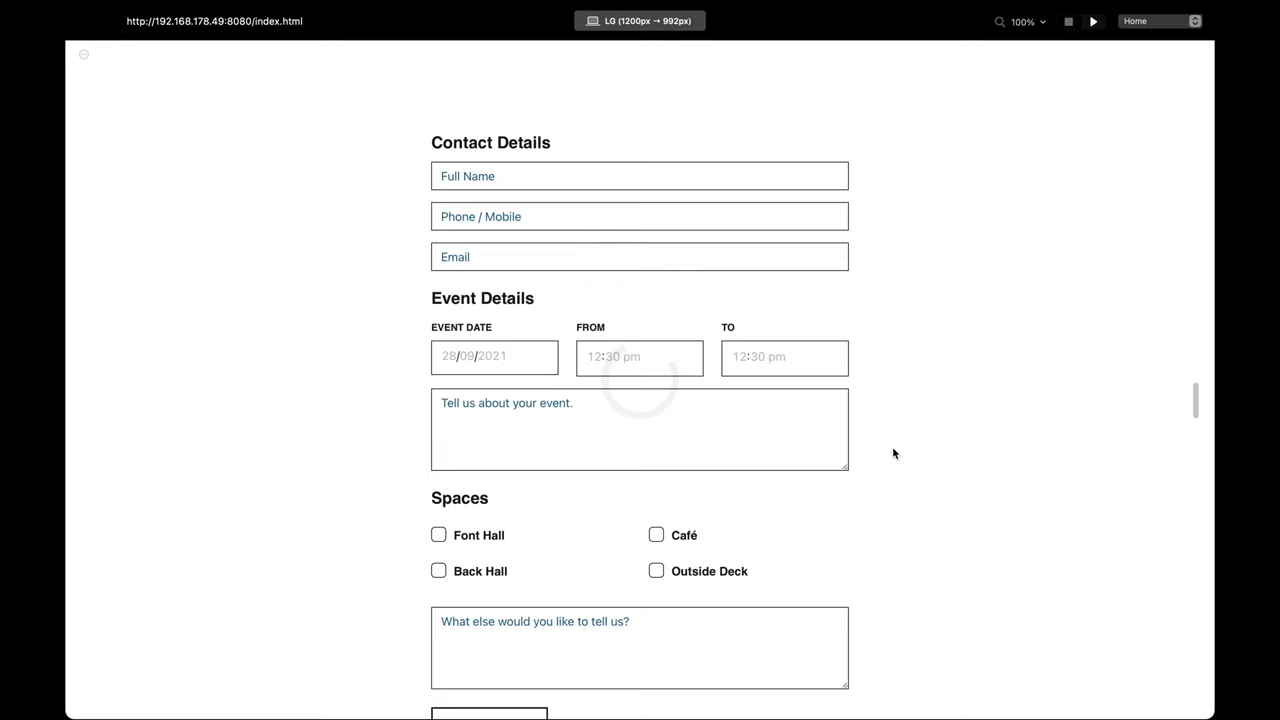 http://192.168.178.49:8080/index.html
LG (1200px → 992px)
100%
Home
Contact Details
Full Name
Phone / Mobile
Email
Event Details
EVENT DATE
FROM
TO
28/09/2021
12:30 pm
12:30 pm
Tell us about your event.
Spaces
Font Hall
Café
Back Hall
Outside Deck
What else would you like to tell us?